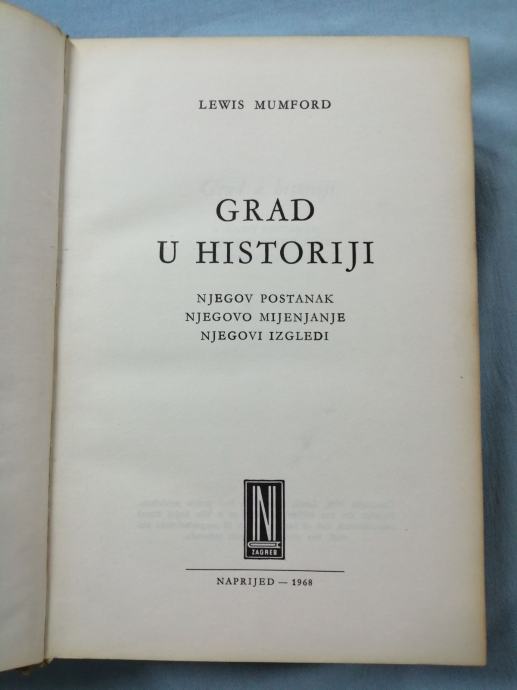 LEWIS MUMFORD
GRAD
U HISTORIJI
NJEGOV POSTANAK
NJEGOVO MIJENJANJE
NJEGOVI IZGLEDI
N
ZAGREB
NAPRIJED — 1968